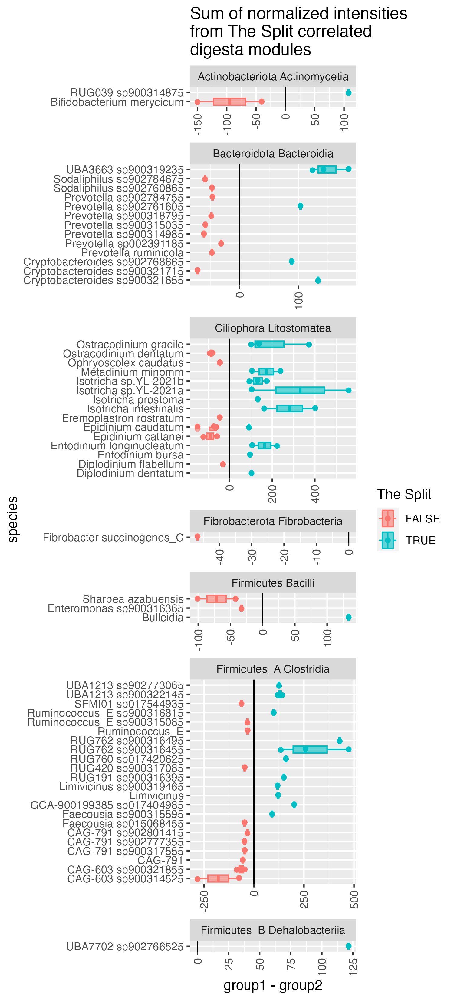 Sum of normalized intensities
from The Split correlated
digesta modules
Actinobacteriota Actinomycetia
RUG039 sp900314875
Bifidobacterium merycicum
-150
-100
-50
0
50
100
Bacteroidota Bacteroidia
UBA3663 sp900319235
Sodaliphilus sp902784675
Sodaliphilus sp902760865
Prevotella sp902784755
Prevotella sp902761605
Prevotella sp900318795
Prevotella sp900315035
Prevotella sp900314985
Prevotella sp002391185
Prevotella ruminicola
Cryptobacteroides sp902768665
Cryptobacteroides sp900321715
Cryptobacteroides sp900321655
0
100
Ciliophora Litostomatea
Ostracodinium gracile
Ostracodinium dentatum
Ophryoscolex caudatus
Metadinium minomm
Isotricha sp.YL-2021b
Isotricha sp.YL-2021a
Isotricha prostoma
Isotricha intestinalis
Eremoplastron rostratum
Epidinium caudatum
Epidinium cattanei
Entodinium longinucleatum
Entodinium bursa
Diplodinium flabellum
Diplodinium dentatum
0
200
400
species
The Split
FALSE
TRUE
Fibrobacterota Fibrobacteria
Fibrobacter succinogenes_C
-40
-30
-20
-10
0
Firmicutes Bacilli
Sharpea azabuensis
Enteromonas sp900316365
Bulleidia
-100
-50
0
50
100
Firmicutes_A Clostridia
UBA1213 sp902773065
UBA1213 sp900322145
SFMI01 sp017544935
Ruminococcus_E sp900316815
Ruminococcus_E sp900315085
Ruminococcus_E
RUG762 sp900316495
RUG762 sp900316455
RUG760 sp017420625
RUG420 sp900317085
RUG191 sp900316395
Limivicinus sp900319465
Limivicinus
GCA-900199385 sp017404985
Faecousia sp900315595
Faecousia sp015068455
CAG-791 sp902801415
CAG-791 sp902777355
CAG-791 sp900317555
CAG-791
CAG-603 sp900321855
CAG-603 sp900314525
-250
0
250
500
Firmicutes_B Dehalobacteriia
UBA7702 sp902766525
0
25
50
75
100
125
group1 - group2